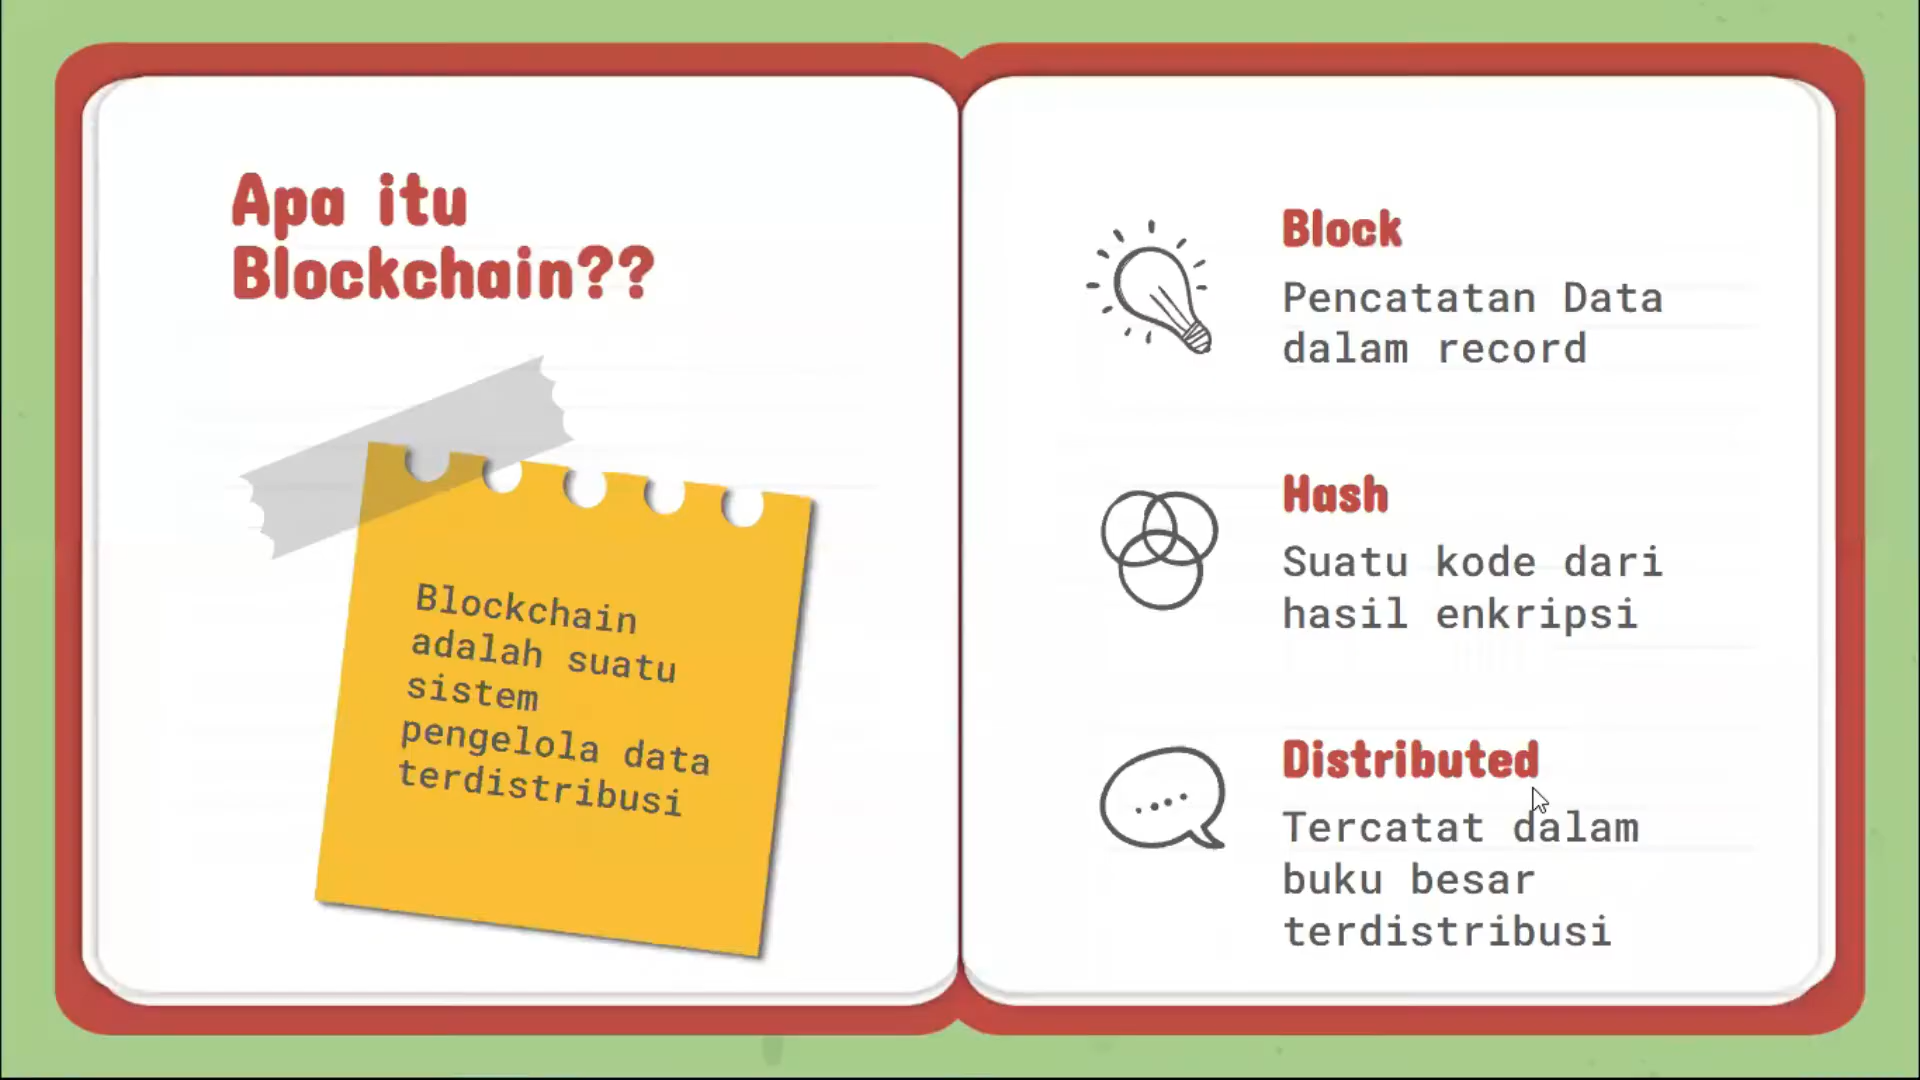 Apa itu
Blockchain??
Blockchain
adalah suatu
sistem
pengelola data
terdistribusi
Block
Pencatatan Data
dalam record
Hash
Suatu kode dari
hasil enkripsi
Distributed
Tercatat dalam
buku besar
terdistribusi